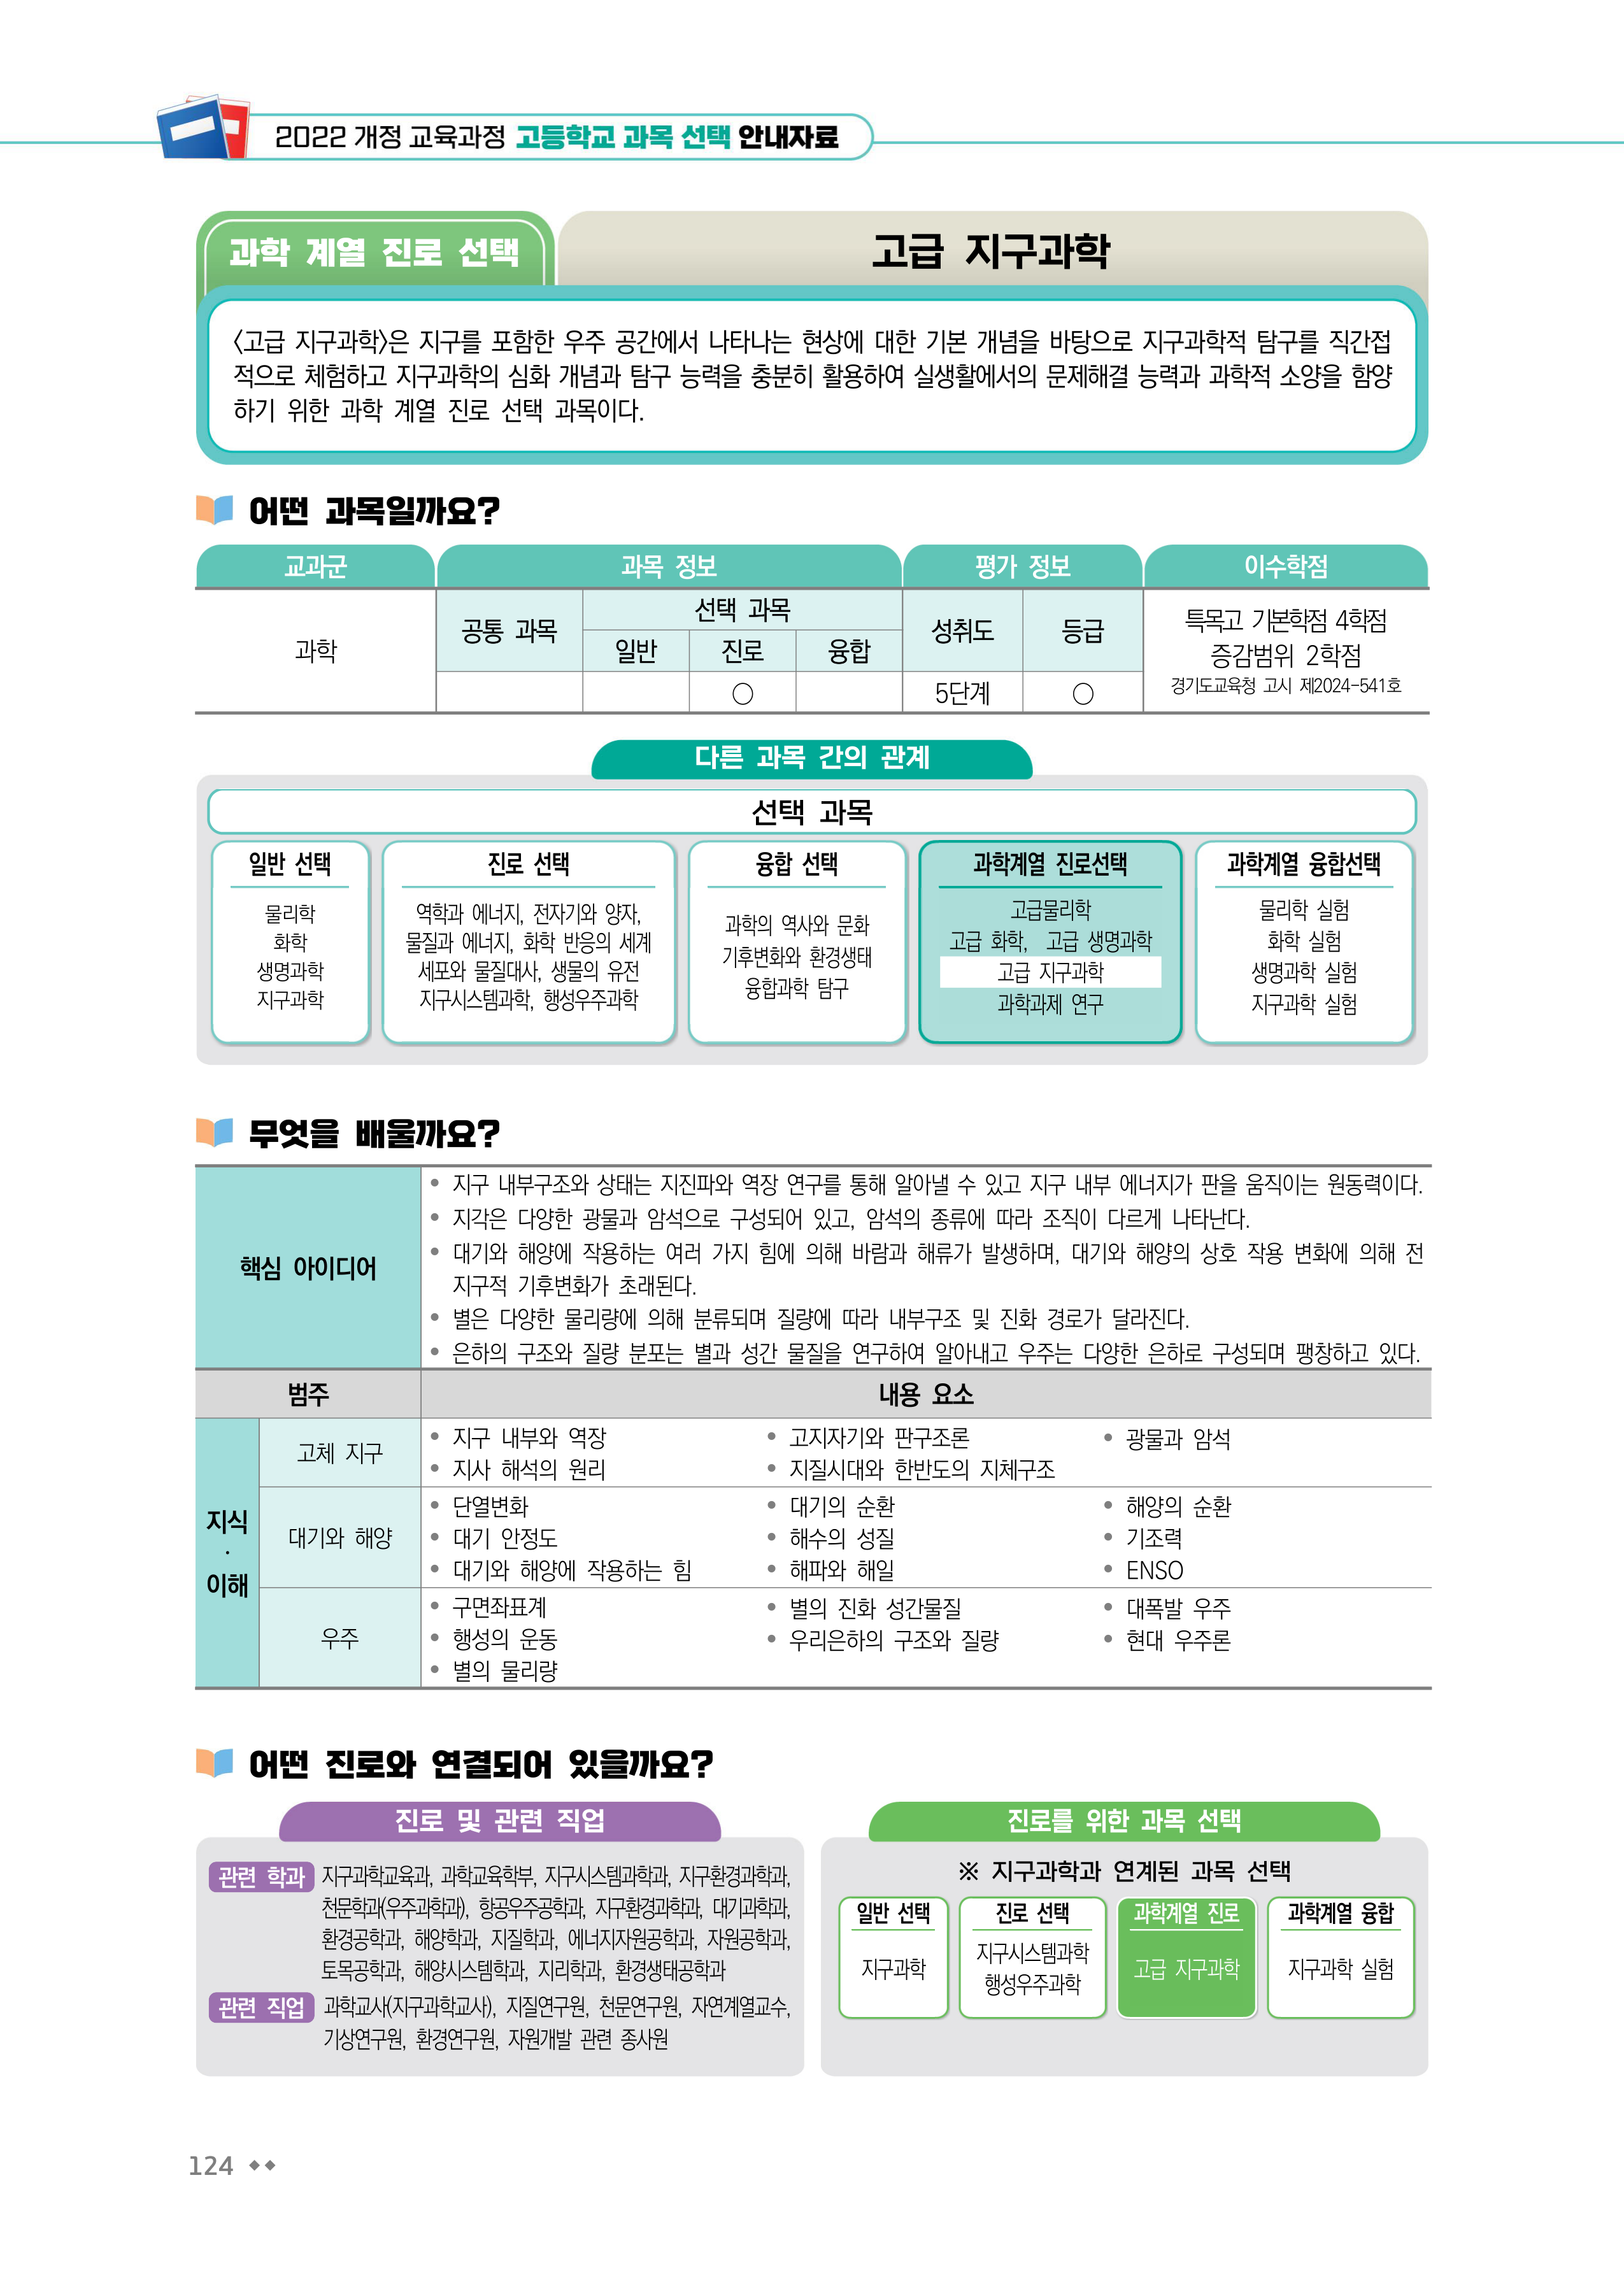 2022 개정 교육과정 고등학교 과목 선택 안내자료
과학 계열 진로 선택
고급 지구과학
〈고급 지구과학〉은 지구를 포함한 우주 공간에서 나타나는 현상에 대한 기본 개념을 바탕으로 지구과학적 탐구를 직간접
적으로 체험하고 지구과학의 심화 개념과 탐구 능력을 충분히 활용하여 실생활에서의 문제해결 능력과 과학적 소양을 함양
하기 위한 과학 계열 진로 선택 과목이다.
어떤 과목일까요?
교과군 과목 정보 평가 정보 이수학점
과학
공통 과목
선택 과목
일반 진로 융합
성취도 등급
○ 5단계 ○
특목고 기본학점 4학점
증감범위 2학점
경기도교육청 고시 제2024-541호
다른 과목 간의 관계
선택 과목
일반 선택
물리학
화학
생명과학
지구과학
진로 선택
역학과 에너지, 전자기와 양자,
물질과 에너지, 화학 반응의 세계
세포와 물질대사, 생물의 유전
지구시스템과학, 행성우주과학
융합 선택
과학의 역사와 문화
기후변화와 환경생태
융합과학 탐구
과학계열 진로선택
고급물리학
고급 화학, 고급 생명과학
고급 지구과학
과학과제 연구
과학계열 융합선택
물리학 실험
화학 실험
생명과학 실험
지구과학 실험
무엇을 배울까요?
핵심 아이디어
• 지구 내부구조와 상태는 지진파와 역장 연구를 통해 알아낼 수 있고 지구 내부 에너지가 판을 움직이는 원동력이다.
• 지각은 다양한 광물과 암석으로 구성되어 있고, 암석의 종류에 따라 조직이 다르게 나타난다.
• 대기와 해양에 작용하는 여러 가지 힘에 의해 바람과 해류가 발생하며, 대기와 해양의 상호 작용 변화에 의해 전
지구적 기후변화가 초래된다.
• 별은 다양한 물리량에 의해 분류되며 질량에 따라 내부구조 및 진화 경로가 달라진다.
• 은하의 구조와 질량 분포는 별과 성간 물질을 연구하여 알아내고 우주는 다양한 은하로 구성되며 팽창하고 있다.
범주 내용 요소
지식
·
이해
고체 지구
• 지구 내부와 역장 • 고지자기와 판구조론 • 광물과 암석
• 지사 해석의 원리 • 지질시대와 한반도의 지체구조
대기와 해양
• 단열변화 • 대기의 순환 • 해양의 순환
• 대기 안정도 • 해수의 성질 • 기조력
• 대기와 해양에 작용하는 힘 • 해파와 해일 • ENSO
우주
• 구면좌표계 • 별의 진화 성간물질 • 대폭발 우주
• 행성의 운동 • 우리은하의 구조와 질량 • 현대 우주론
• 별의 물리량
어떤 진로와 연결되어 있을까요?
진로 및 관련 직업
관련 학과 지구과학교육과, 과학교육학부, 지구시스템과학과, 지구환경과학과,
천문학과(우주과학과), 항공우주공학과, 지구환경과학과, 대기과학과,
환경공학과, 해양학과, 지질학과, 에너지자원공학과, 자원공학과,
토목공학과, 해양시스템학과, 지리학과, 환경생태공학과
관련 직업 과학교사(지구과학교사), 지질연구원, 천문연구원, 자연계열교수,
기상연구원, 환경연구원, 자원개발 관련 종사원
진로를 위한 과목 선택
※ 지구과학과 연계된 과목 선택
일반 선택
지구과학
진로 선택
지구시스템과학
행성우주과학
과학계열 진로
고급 지구과학
과학계열 융합
지구과학 실험
124